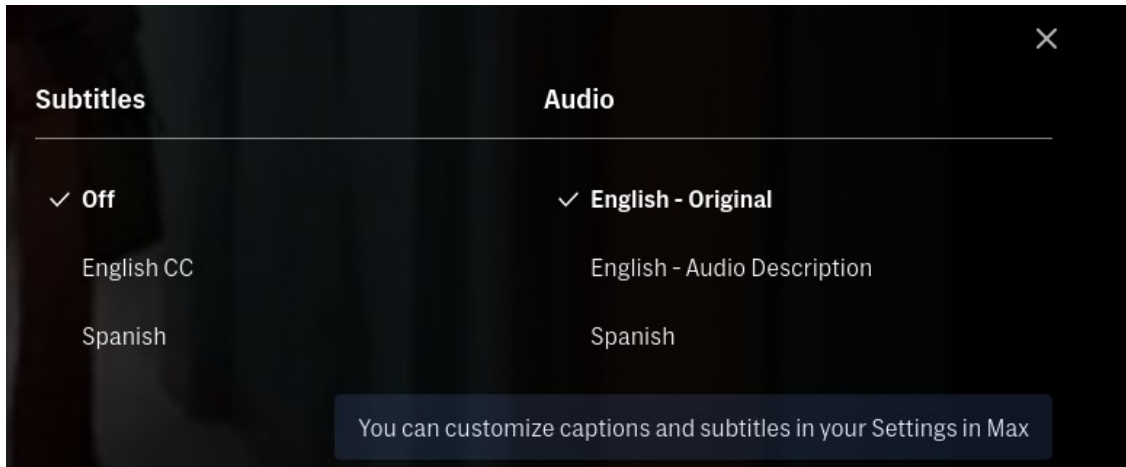 Subtitles
Audio
Off
English - Original
English CC
English - Audio Description
Spanish
Spanish
You can customize captions and subtitles in your Settings in Max